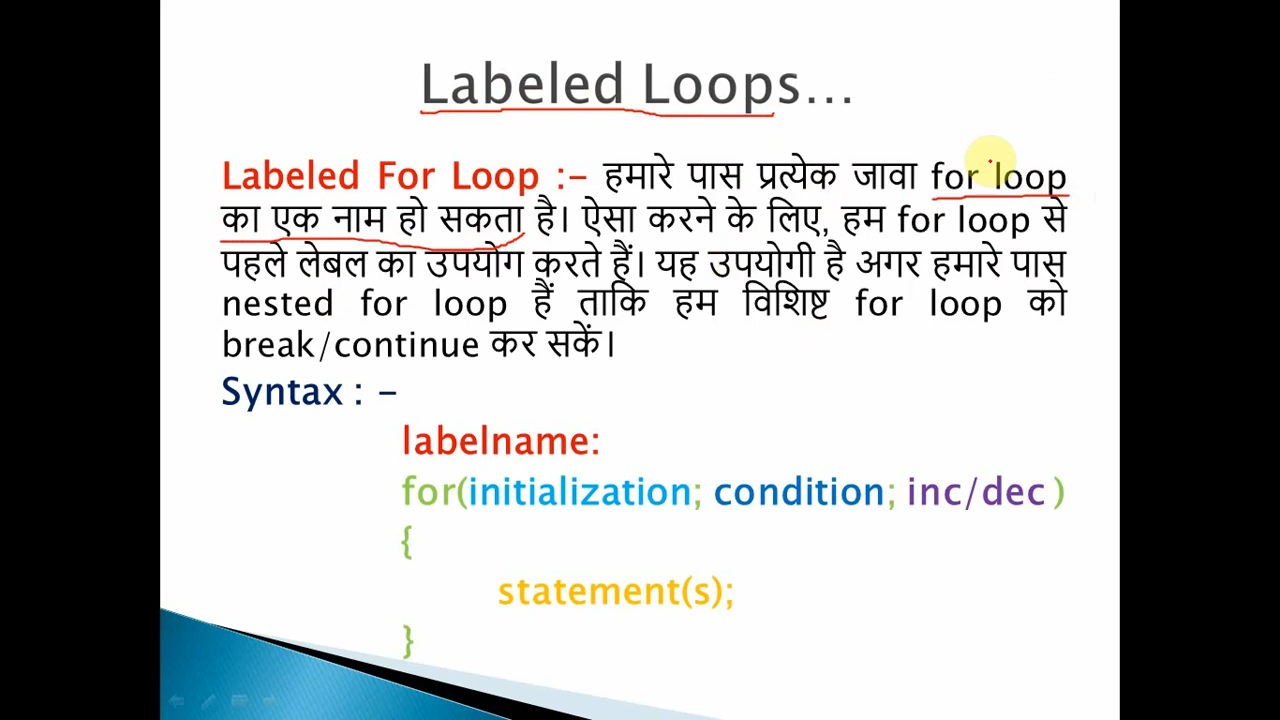 Labeled Loops...
Labeled For Loop :- हमारे पास प्रत्येक जावा for loop
का एक नाम हो सकता है। ऐसा करने के लिए, हम for loop से
पहले लेबल का उपयोग करते हैं। यह उपयोगी है अगर हमारे पास
nested for loop हैं ताकि हम विशिष्ट for loop को
break/continue कर सकें।
Syntax : -
labelname:
for(initialization; condition; inc/dec )
{
statement(s);
}